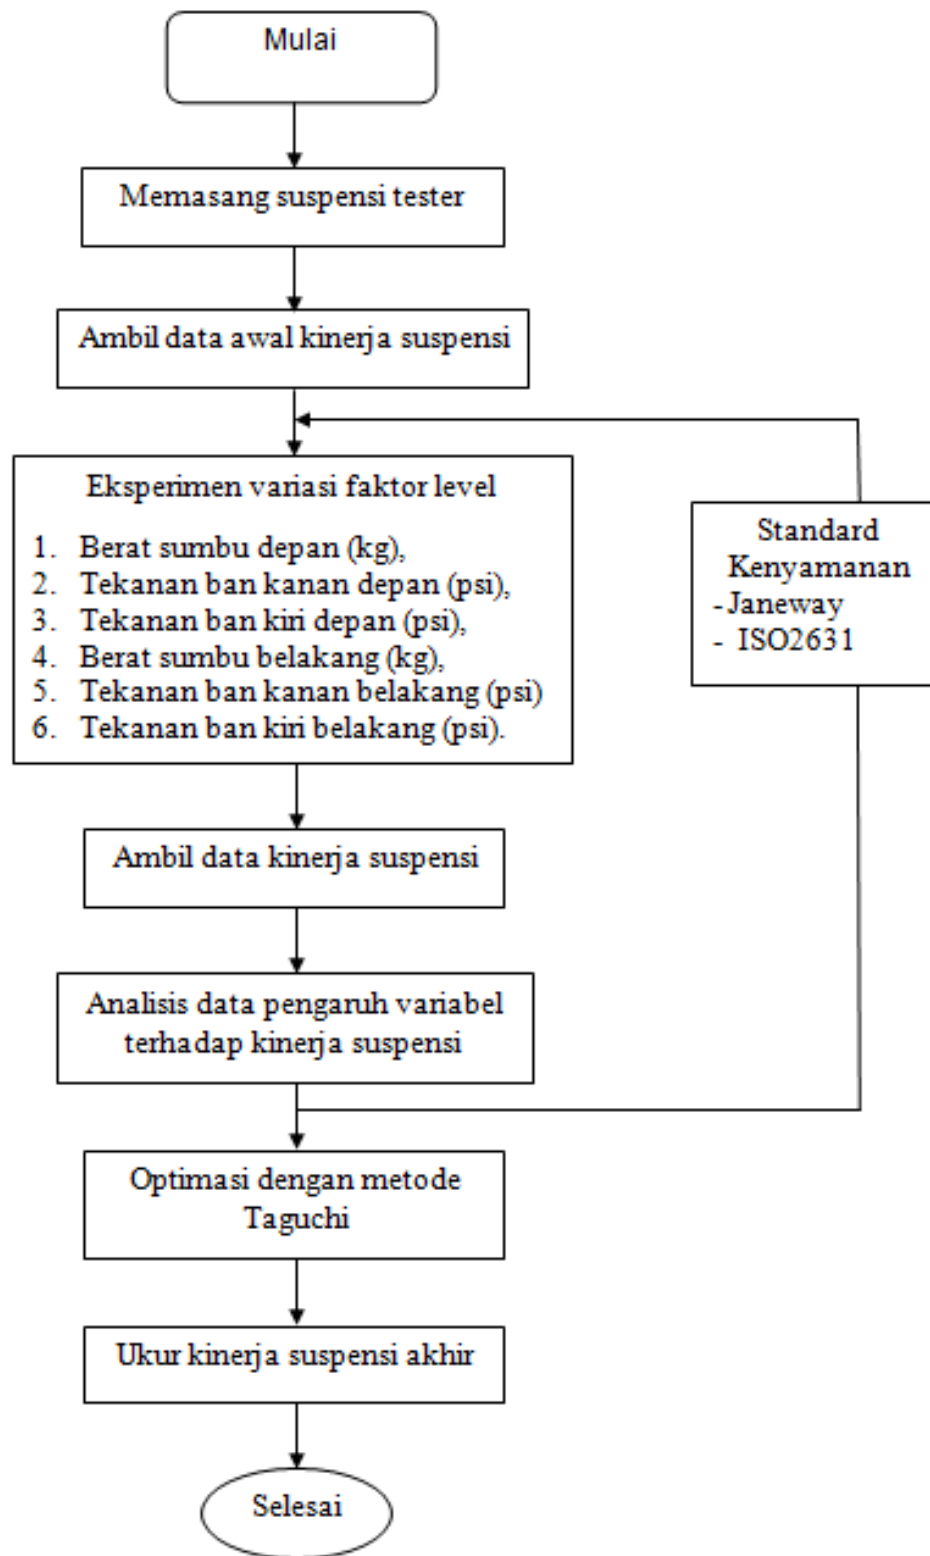 Mulai
Memasang suspensi tester
Ambil data awal kinerja suspensi
Eksperimen variasi faktor level
1. Berat sumbu depan (kg),
2. Tekanan ban kanan depan (psi),
3. Tekanan ban kiri depan (psi),
4. Berat sumbu belakang (kg),
5. Tekanan ban kanan belakang (psi)
6. Tekanan ban kiri belakang (psi).
Standard
Kenyamanan
-Janeway
- ISO2631
Ambil data kinerja suspensi
Analisis data pengaruh variabel
terhadap kinerja suspensi
Optimasi dengan metode
Taguchi
Ukur kinerja suspensi akhir
Selesai